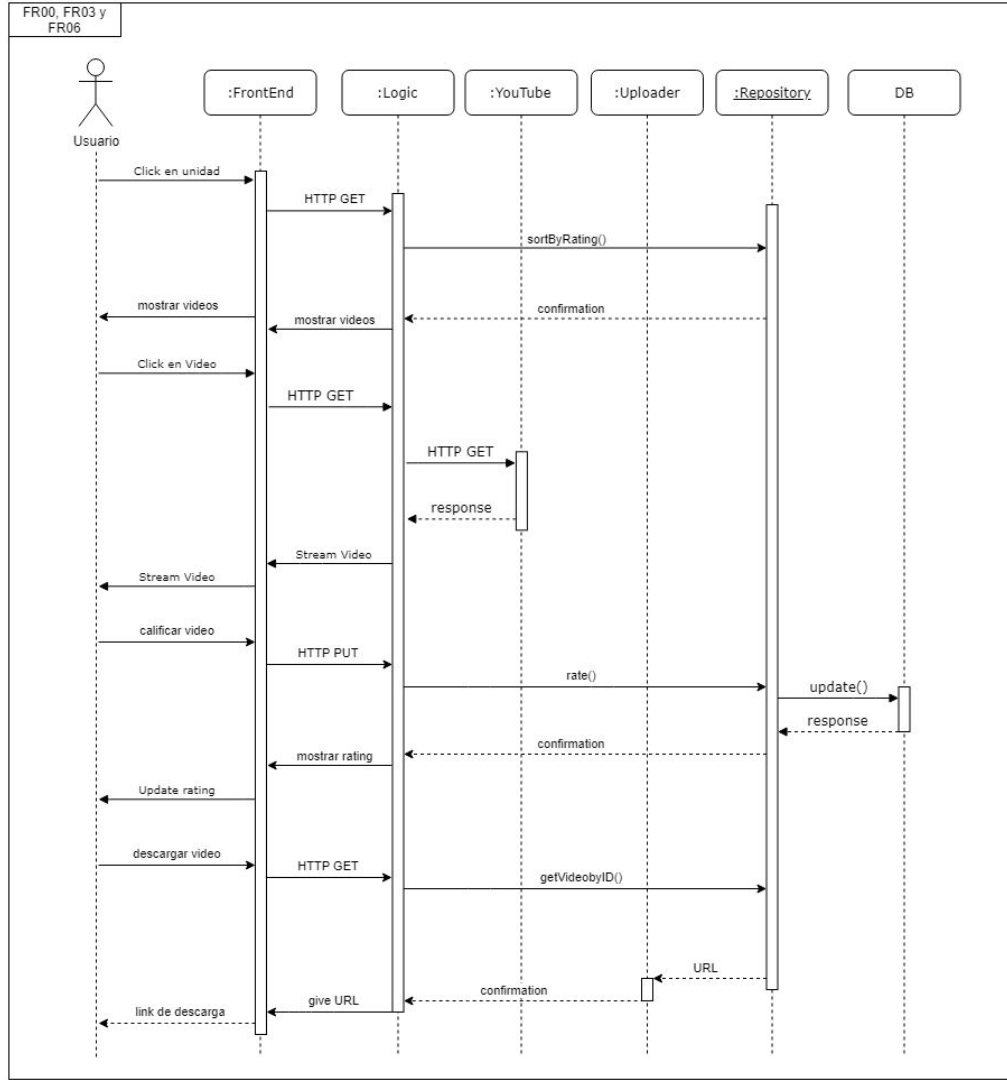 FR00, FR03 y
FR06
:FrontEnd
:Logic
:YouTube
:Uploader
:Repository
DB
Usuario
Click en unidad
HTTP GET
sortByRating()
mostrar videos
mostrar videos
confirmation
Click en Video
HTTP GET
HTTP GET
response
Stream Video
Stream Video
calificar video
HTTP PUT
rate()
update()
response
confirmation
mostrar rating
Update rating
descargar video
HTTP GET
getVideobyID()
URL
confirmation
give URL
link de descarga